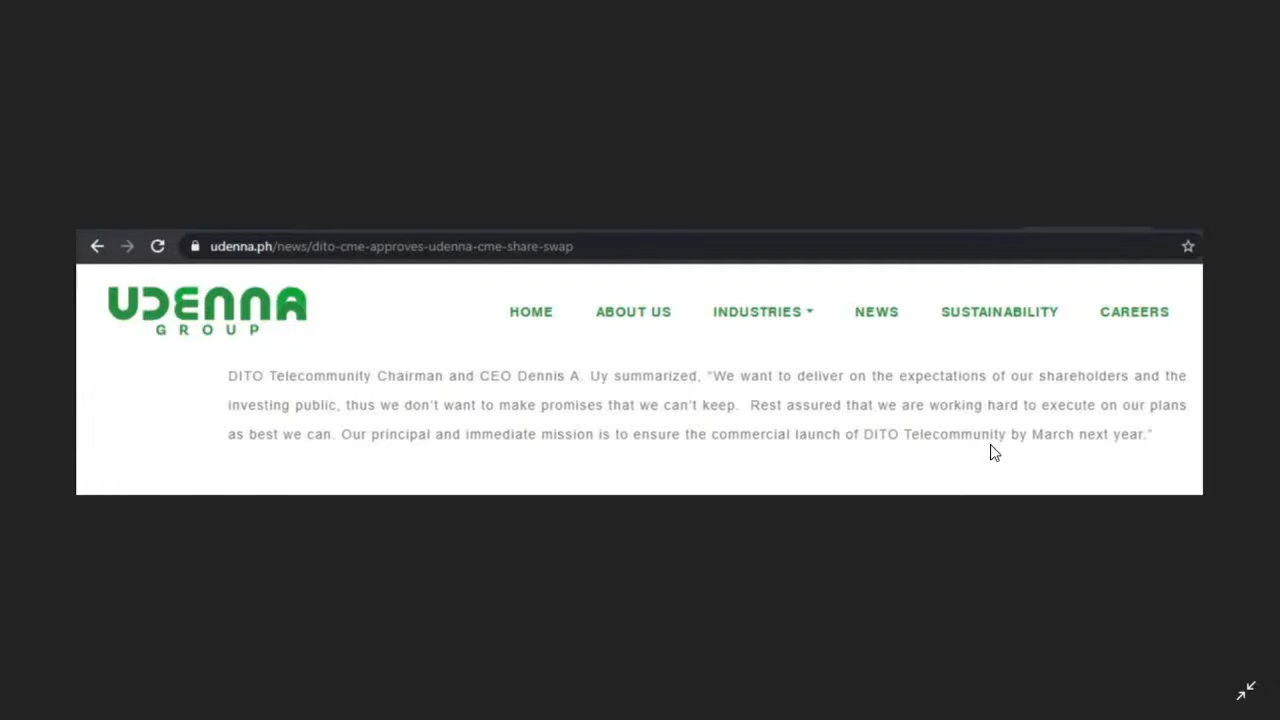 udenna.ph/news/dito-cme-approves-udenna-cme-share-swap
UDENNA
GROUP
HOME ABOUT US INDUSTRIES NEWS SUSTAINABILITY CAREERS
DITO Telecommunity Chairman and CEO Dennis A. Uy summarized, “We want to deliver on the expectations of our shareholders and the
investing public, thus we don’t want to make promises that we can’t keep. Rest assured that we are working hard to execute on our plans
as best we can. Our principal and immediate mission is to ensure the commercial launch of DITO Telecommunity by March next year.”